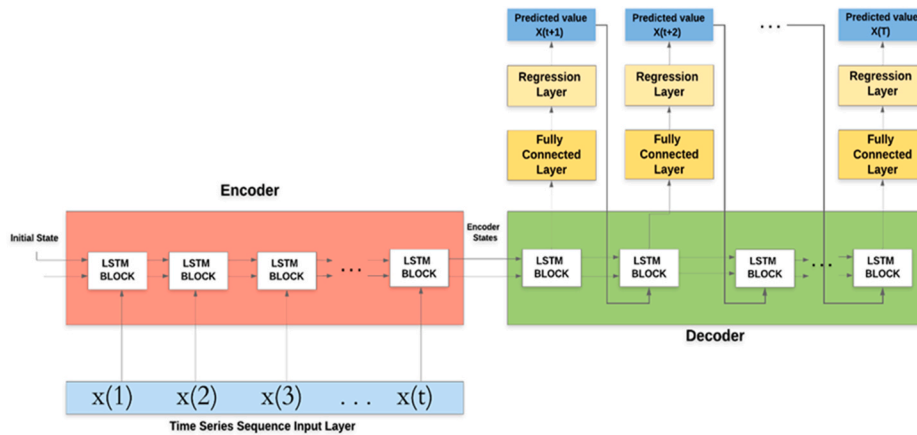 Predicted value
X(t+1)
Predicted value
X(t+2)
...
Predicted value
X(T)
Regression
Layer
Regression
Layer
Regression
Layer
Fully
Connected
Layer
Fully
Connected
Layer
Fully
Connected
Layer
Encoder
Initial State
LSTM
BLOCK
LSTM
BLOCK
LSTM
BLOCK
...
LSTM
BLOCK
Encoder
States
LSTM
BLOCK
LSTM
BLOCK
LSTM
BLOCK
...
LSTM
BLOCK
Decoder
x(1) x(2) x(3) . . . x(t)
Time Series Sequence Input Layer